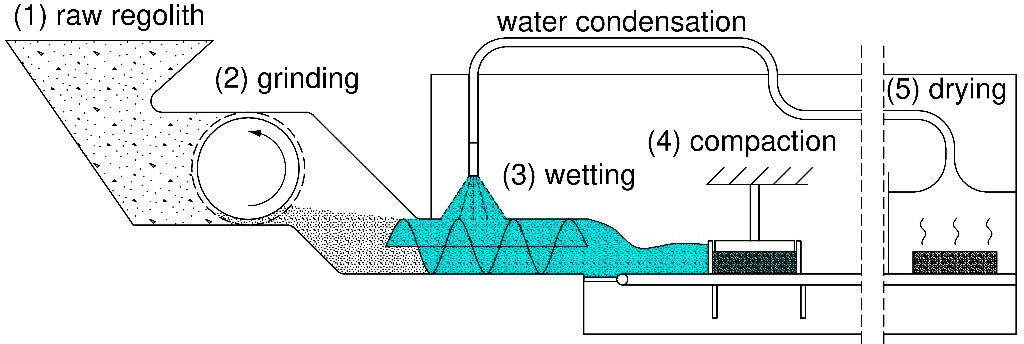 (1) raw regolith
water condensation
(2) grinding
(5) drying
(4) compaction
(3) wetting